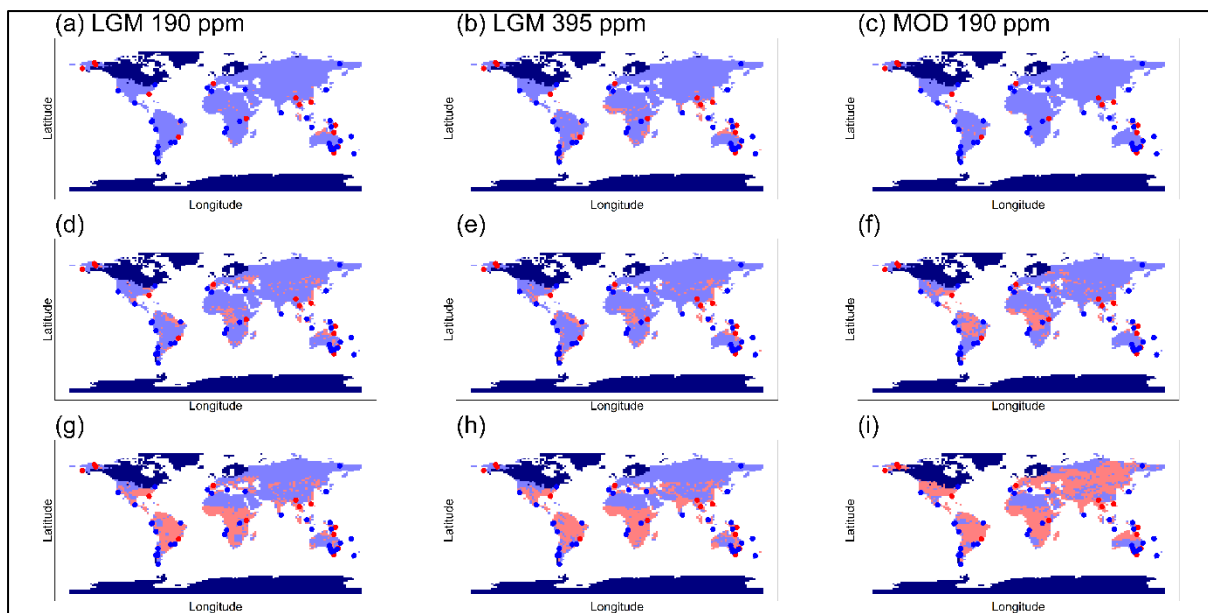 (a) LGM 190 ppm
(b) LGM 395 ppm
(c) MOD 190 ppm
Latitude
Latitude
Latitude
Longitude
Longitude
Longitude
(d)
(e)
(f)
Latitude
Latitude
Latitude
Longitude
Longitude
Longitude
(g)
(h)
(i)
Latitude
Latitude
Latitude
Longitude
Longitude
Longitude